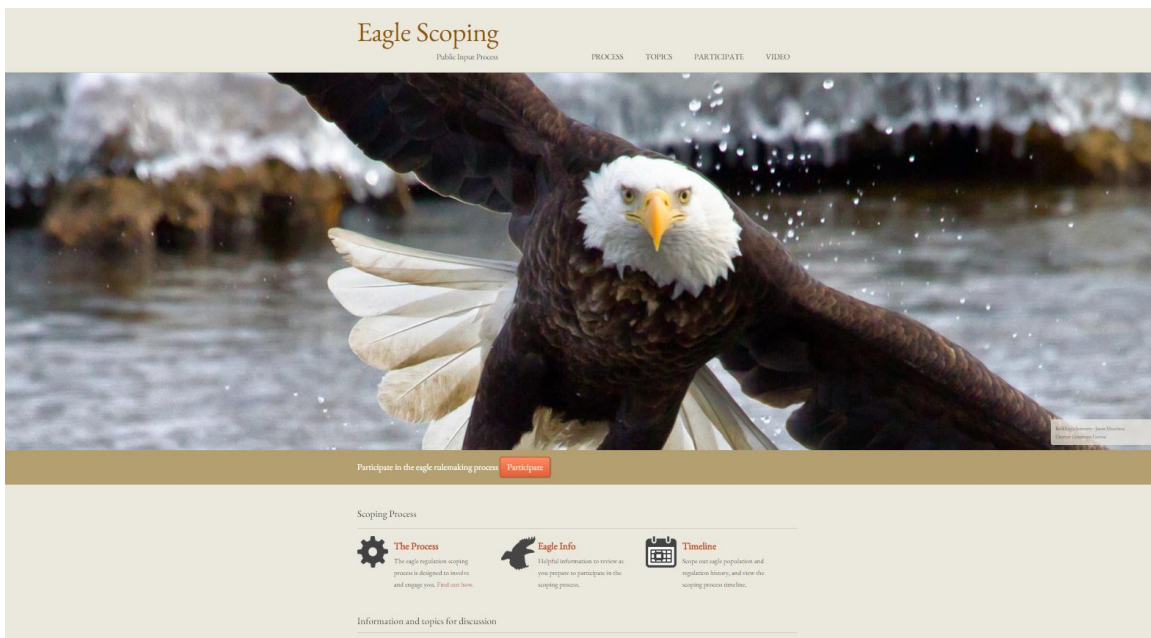 Eagle Scoping
Public Input Process
PROCESS TOPICS PARTICIPATE VIDEO
Creative Commons License
Participate in the eagle rulemaking process Participate
Scoping Process
The Process
The eagle regulation scoping
process is designed to involve
and engage you. Find out how.
Eagle Info
Helpful information to review as
you prepare to participate in the
scoping process.
Timeline
Scope out eagle population and
regulation history, and view the
scoping process timeline.
Information and topics for discussion